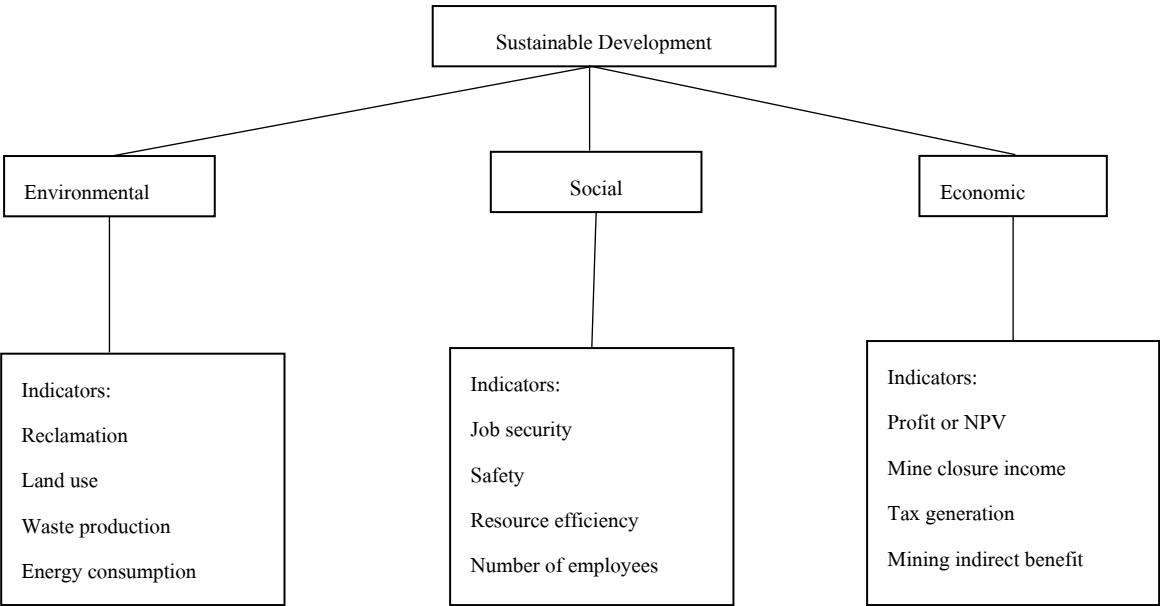 Sustainable Development
Environmental
Social
Economic
Indicators:
Reclamation
Land use
Waste production
Energy consumption
Indicators:
Job security
Safety
Resource efficiency
Number of employees
Indicators:
Profit or NPV
Mine closure income
Tax generation
Mining indirect benefit